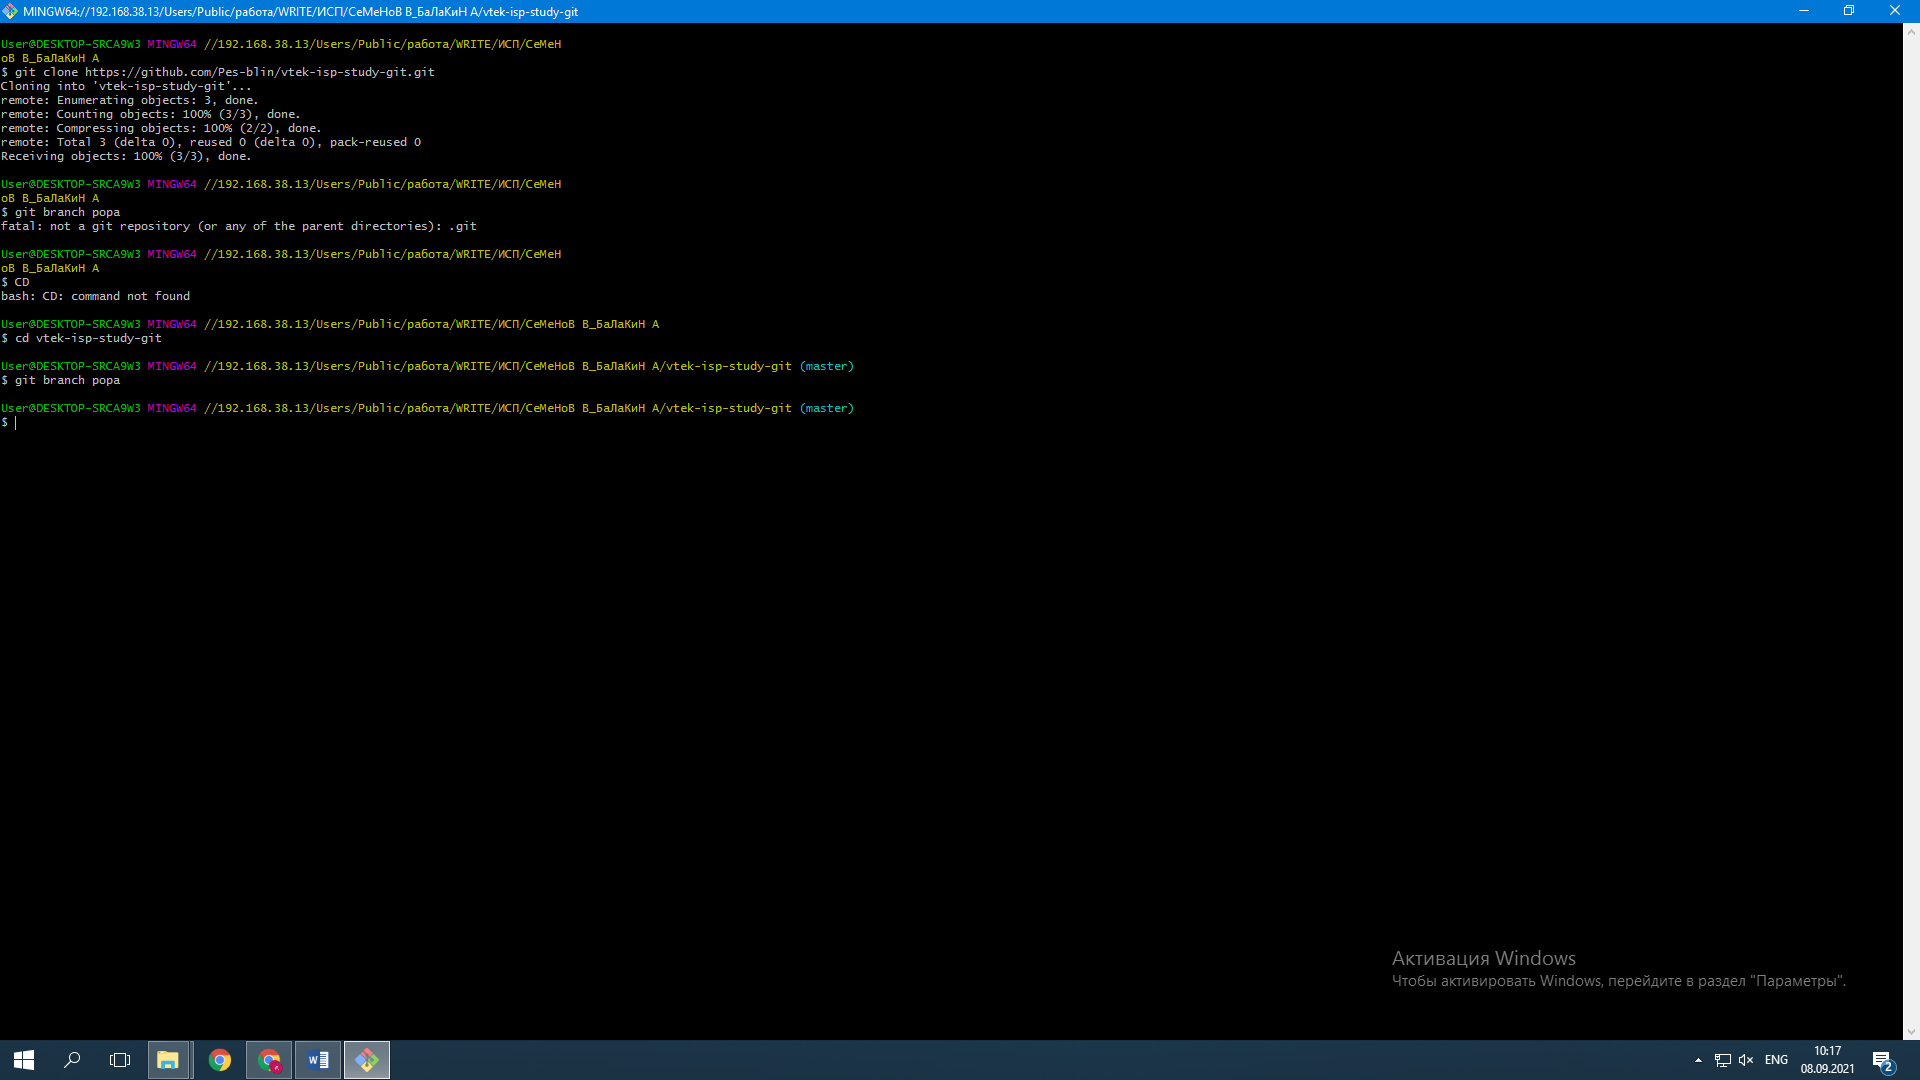 MINGW64://192.168.38.13/Users/Public/работа/WRITE/ИСП/СеМеНоВ В_БаЛаКиН А/vtek-isp-study-git
User@DESKTOP-SRCA9W3 MINGW64 //192.168.38.13/Users/Public/работа/WRITE/ИСП/СеМеН
оВ В_БаЛаКиН А
$ git clone https://github.com/Pes-blin/vtek-isp-study-git.git
Cloning into 'vtek-isp-study-git'...
remote: Enumerating objects: 3, done.
remote: Counting objects: 100% (3/3), done.
remote: Compressing objects: 100% (2/2), done.
remote: Total 3 (delta 0), reused 0 (delta 0), pack-reused 0
Receiving objects: 100% (3/3), done.
User@DESKTOP-SRCA9W3 MINGW64 //192.168.38.13/Users/Public/работа/WRITE/ИСП/СеМеН
оВ В_БаЛаКиН А
$ git branch popa
fatal: not a git repository (or any of the parent directories): .git
User@DESKTOP-SRCA9W3 MINGW64 //192.168.38.13/Users/Public/работа/WRITE/ИСП/СеМеН
оВ В_БаЛаКиН А
$ CD
bash: CD: command not found
User@DESKTOP-SRCA9W3 MINGW64 //192.168.38.13/Users/Public/работа/WRITE/ИСП/СеМеНоВ В_БаЛаКиН А
$ cd vtek-isp-study-git
User@DESKTOP-SRCA9W3 MINGW64 //192.168.38.13/Users/Public/работа/WRITE/ИСП/СеМеНоВ В_БаЛаКиН А/vtek-isp-study-git (master)
$ git branch popa
User@DESKTOP-SRCA9W3 MINGW64 //192.168.38.13/Users/Public/работа/WRITE/ИСП/СеМеНоВ В_БаЛаКиН А/vtek-isp-study-git (master)
$
Активация Windows
Чтобы активировать Windows, перейдите в раздел "Параметры".
ENG
10:17
08.09.2021
2